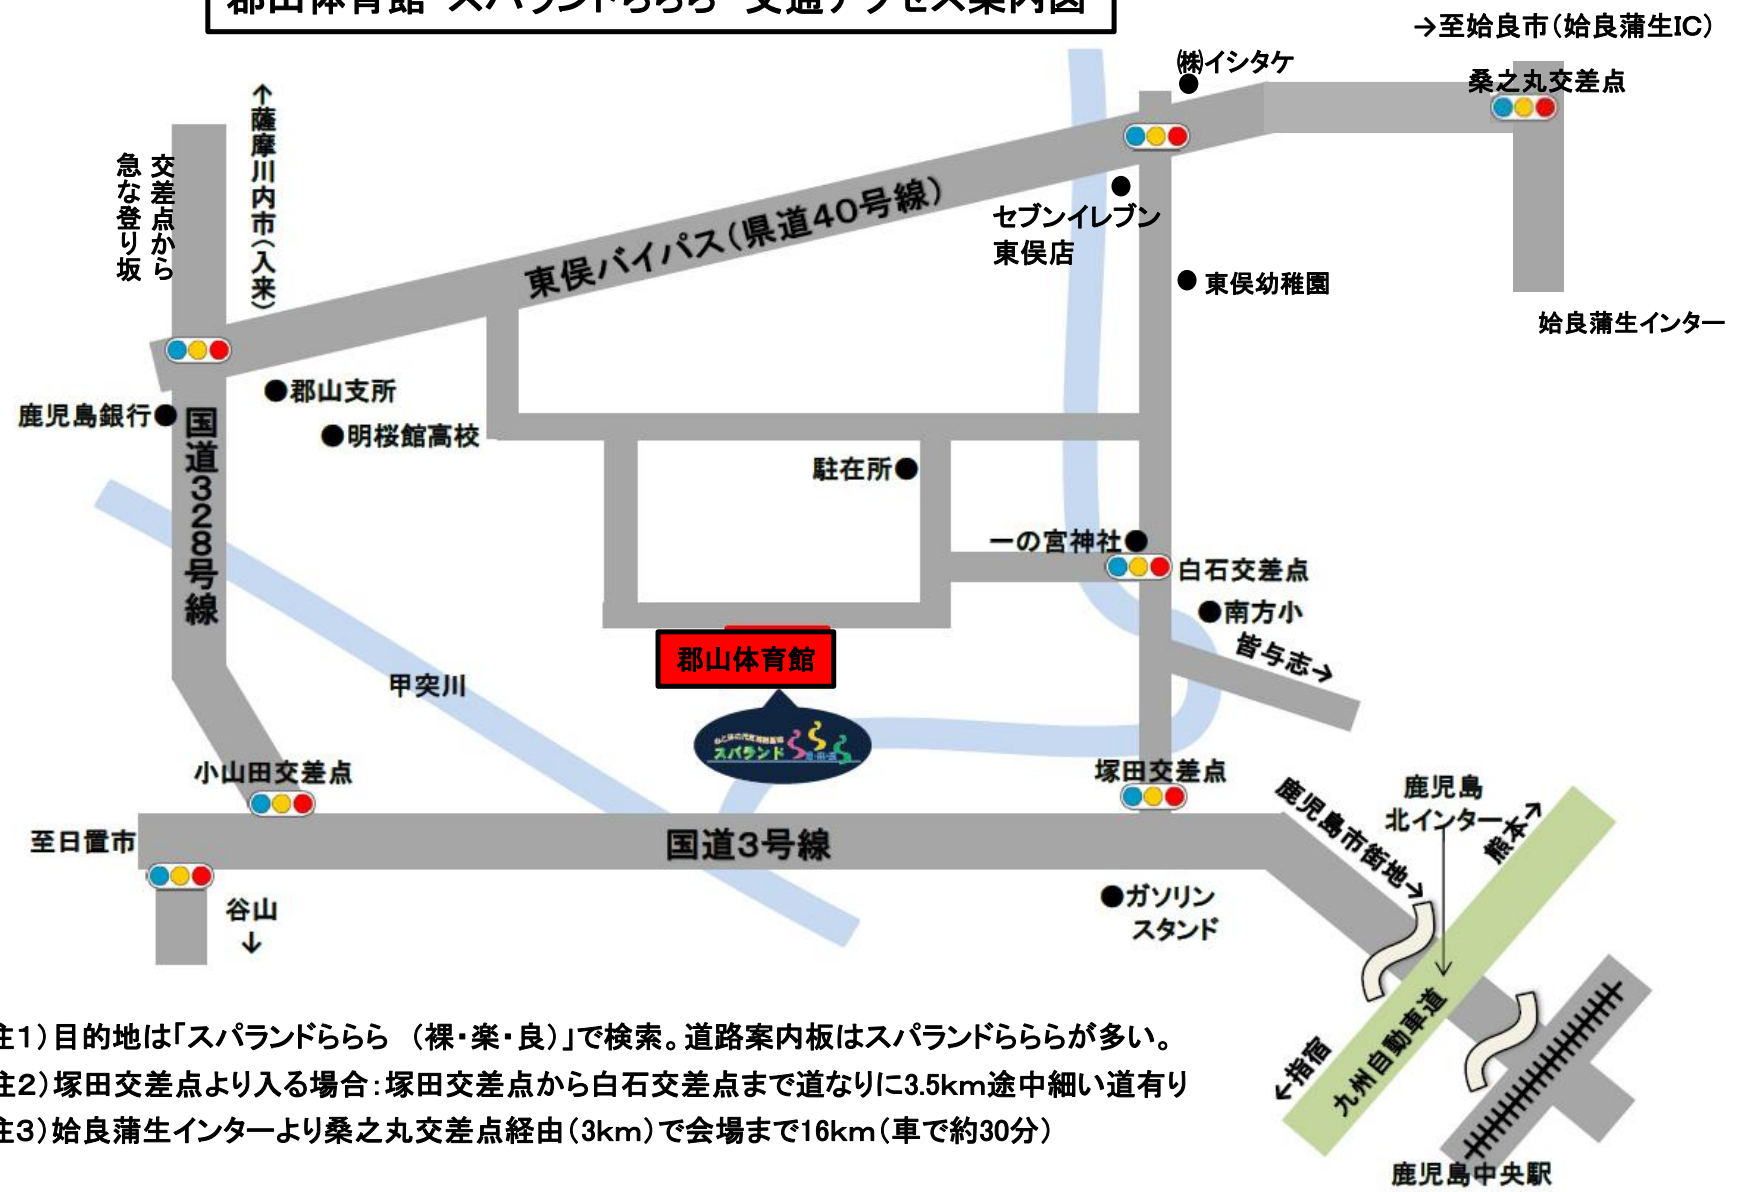 郡山体育館 スパランドららら 交通アクセス案内図
→至姶良市（姶良蒲生IC）
㈱イシタケ
桑之丸交差点
↑薩摩川内市（入来）
交差点から
急な登り坂
東俣バイパス（県道40号線）
セブンイレブン
東俣店
東俣幼稚園
姶良蒲生インター
郡山支所
鹿児島銀行
国道328号線
明桜館高校
駐在所
一の宮神社
白石交差点
南方小
皆与志→
郡山体育館
甲突川
スパランド
小山田交差点
塚田交差点
鹿児島
北インター
鹿児島市街地→
熊本→
至日置市
国道3号線
ガソリン
スタンド
谷山
↓
九州自動車道
←指宿
鹿児島中央駅
注1）目的地は「スパランドららら （裸・楽・良）」で検索。道路案内板はスパランドらららが多い。
注2）塚田交差点より入る場合：塚田交差点から白石交差点まで道なりに3.5km途中細い道有り
注3）姶良蒲生インターより桑之丸交差点経由（3km）で会場まで16km（車で約30分）